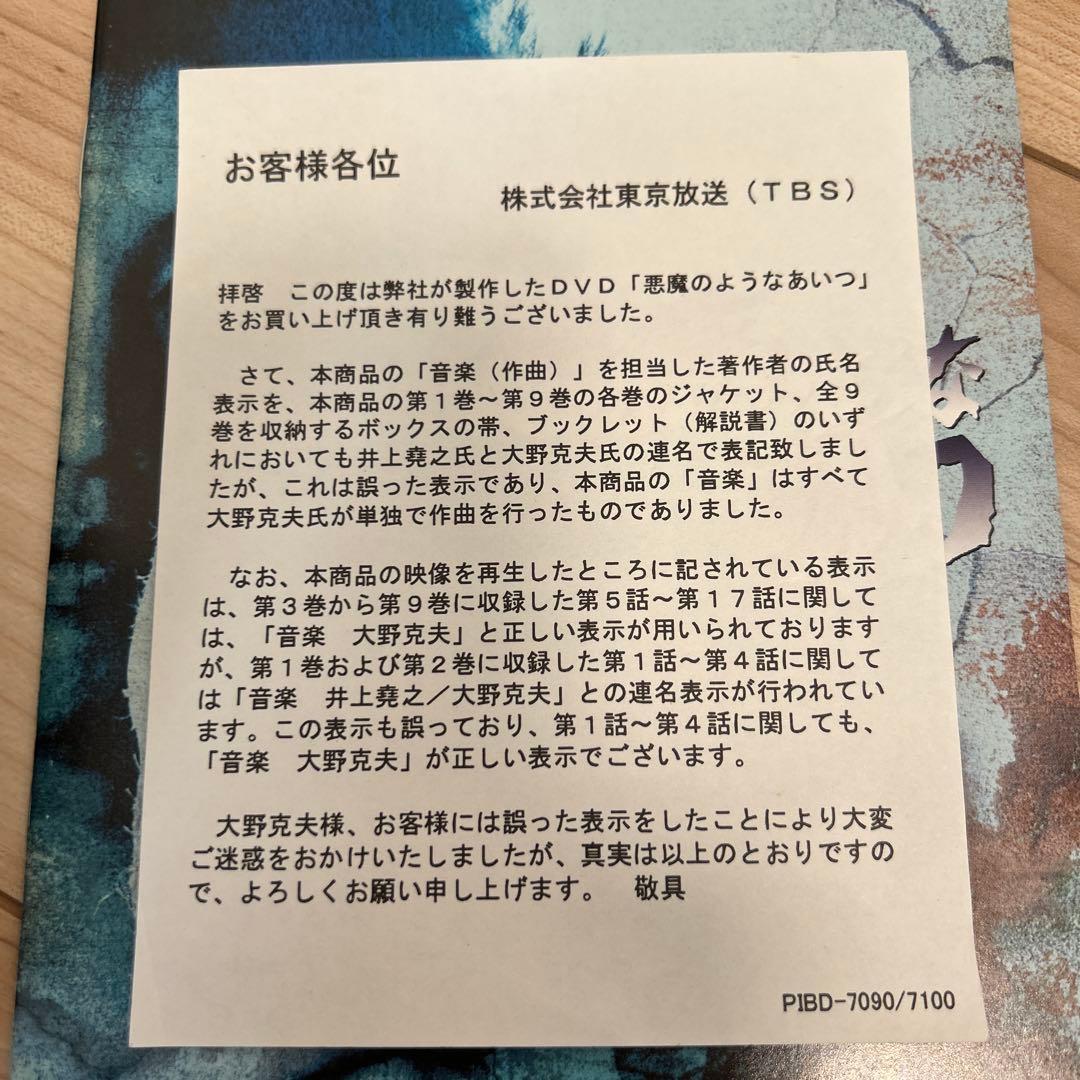 お客様各位
株式会社東京放送（ＴＢＳ）
拝啓　この度は弊社が製作したＤＶＤ「悪魔のようなあいつ」
をお買い上げ頂き有り難うございました。
さて、本商品の「音楽（作曲）」を担当した著作者の氏名
表示を、本商品の第１巻～第９巻の各巻のジャケット、全９
巻を収納するボックスの帯、ブックレット（解説書）のいず
れにおいても井上堯之氏と大野克夫氏の連名で表記致しまし
たが、これは誤った表示であり、本商品の「音楽」はすべて
大野克夫氏が単独で作曲を行ったものでありました。
なお、本商品の映像を再生したところに記されている表示
は、第３巻から第９巻に収録した第５話～第１７話に関して
は、「音楽　大野克夫」と正しい表示が用いられております
が、第１巻および第２巻に収録した第１話～第４話に関して
は「音楽　井上堯之／大野克夫」との連名表示が行われてい
ます。この表示も誤っており、第１話～第４話に関しても、
「音楽　大野克夫」が正しい表示でございます。
大野克夫様、お客様には誤った表示をしたことにより大変
ご迷惑をおかけいたしましたが、真実は以上のとおりですの
で、よろしくお願い申し上げます。　敬具
PIBD-7090/7100
な